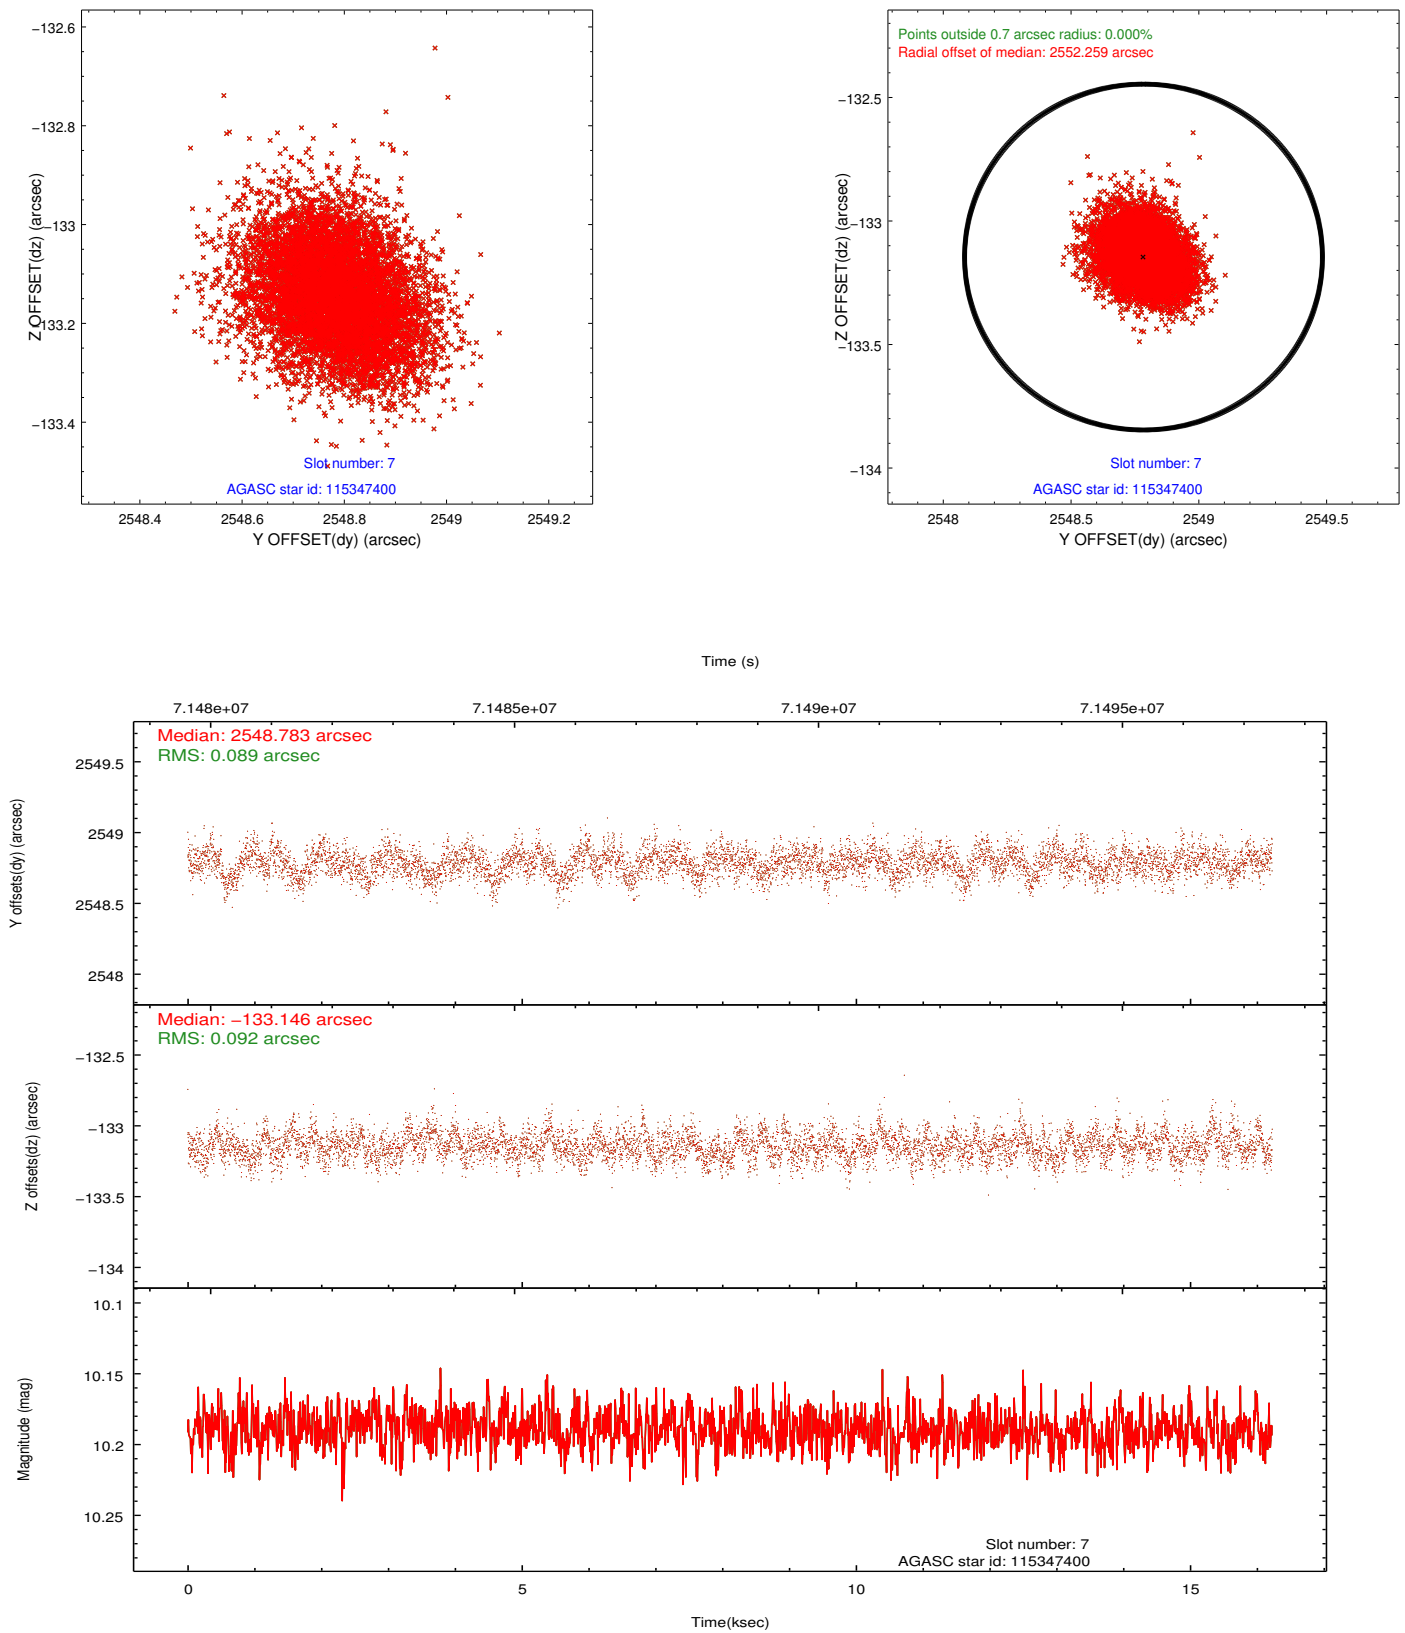 −132.6
−132.8
−133
−133.2
−133.4
Z OFFSET(dz) (arcsec)
Slot number: 7
AGASC star id: 115347400
2548.4 2548.6 2548.8 2549 2549.2
Y OFFSET(dy) (arcsec)
Points outside 0.7 arcsec radius: 0.000%
Radial offset of median: 2552.259 arcsec
−132.5
−133
−133.5
−134
Z OFFSET(dz) (arcsec)
Slot number: 7
AGASC star id: 115347400
2548 2548.5 2549 2549.5
Y OFFSET(dy) (arcsec)
Time (s)
7.148e+07 7.1485e+07 7.149e+07 7.1495e+07
Median: 2548.783 arcsec
RMS: 0.089 arcsec
2549.5
2549
2548.5
2548
Y offsets(dy) (arcsec)
Median: −133.146 arcsec
RMS: 0.092 arcsec
−132.5
−133
−133.5
−134
Z offsets(dz) (arcsec)
10.1
10.15
10.2
10.25
Magnitude (mag)
Slot number: 7
AGASC star id: 115347400
0 5 10 15
Time(ksec)